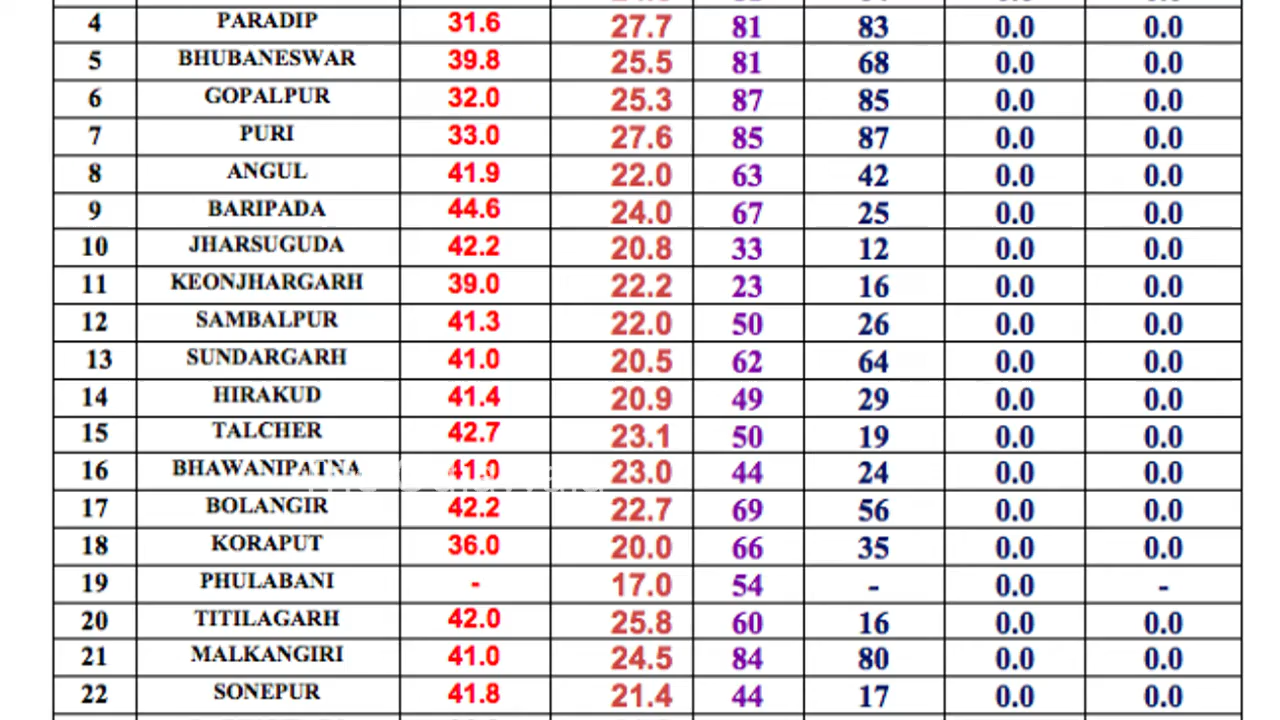 4 PARADIP 31.6 27.7 81 83 0.0 0.0
5 BHUBANESWAR 39.8 25.5 81 68 0.0 0.0
6 GOPALPUR 32.0 25.3 87 85 0.0 0.0
7 PURI 33.0 27.6 85 87 0.0 0.0
8 ANGUL 41.9 22.0 63 42 0.0 0.0
9 BARIPADA 44.6 24.0 67 25 0.0 0.0
10 JHARSUGUDA 42.2 20.8 33 12 0.0 0.0
11 KEONJHARGARH 39.0 22.2 23 16 0.0 0.0
12 SAMBALPUR 41.3 22.0 50 26 0.0 0.0
13 SUNDARGARH 41.0 20.5 62 64 0.0 0.0
14 HIRAKUD 41.4 20.9 49 29 0.0 0.0
15 TALCHER 42.7 23.1 50 19 0.0 0.0
16 BHAWANIPATNA 41.0 23.0 44 24 0.0 0.0
17 BOLANGIR 42.2 22.7 69 56 0.0 0.0
18 KORAPUT 36.0 20.0 66 35 0.0 0.0
19 PHULABANI - 17.0 54 - 0.0 -
20 TITILAGARH 42.0 25.8 60 16 0.0 0.0
21 MALKANGIRI 41.0 24.5 84 80 0.0 0.0
22 SONEPUR 41.8 21.4 44 17 0.0 0.0